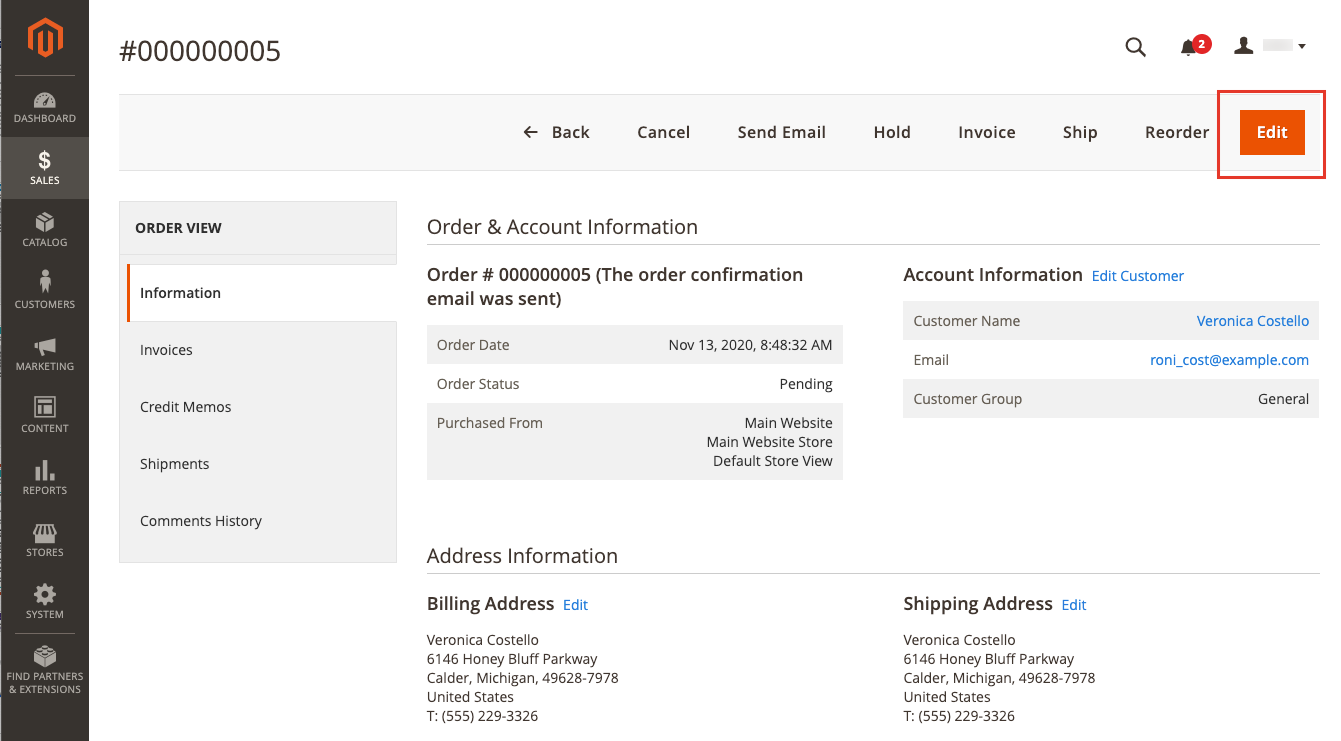 #000000005
2
DASHBOARD
SALES
CATALOG
CUSTOMERS
MARKETING
CONTENT
REPORTS
STORES
SYSTEM
FIND PARTNERS
& EXTENSIONS
← Back Cancel Send Email Hold Invoice Ship Reorder Edit
ORDER VIEW
Information
Invoices
Credit Memos
Shipments
Comments History
Order & Account Information
Order # 000000005 (The order confirmation
email was sent)
Order Date Nov 13, 2020, 8:48:32 AM
Order Status Pending
Purchased From Main Website
Main Website Store
Default Store View
Account Information Edit Customer
Customer Name Veronica Costello
Email roni_cost@example.com
Customer Group General
Address Information
Billing Address Edit
Veronica Costello
6146 Honey Bluff Parkway
Calder, Michigan, 49628-7978
United States
T: (555) 229-3326
Shipping Address Edit
Veronica Costello
6146 Honey Bluff Parkway
Calder, Michigan, 49628-7978
United States
T: (555) 229-3326